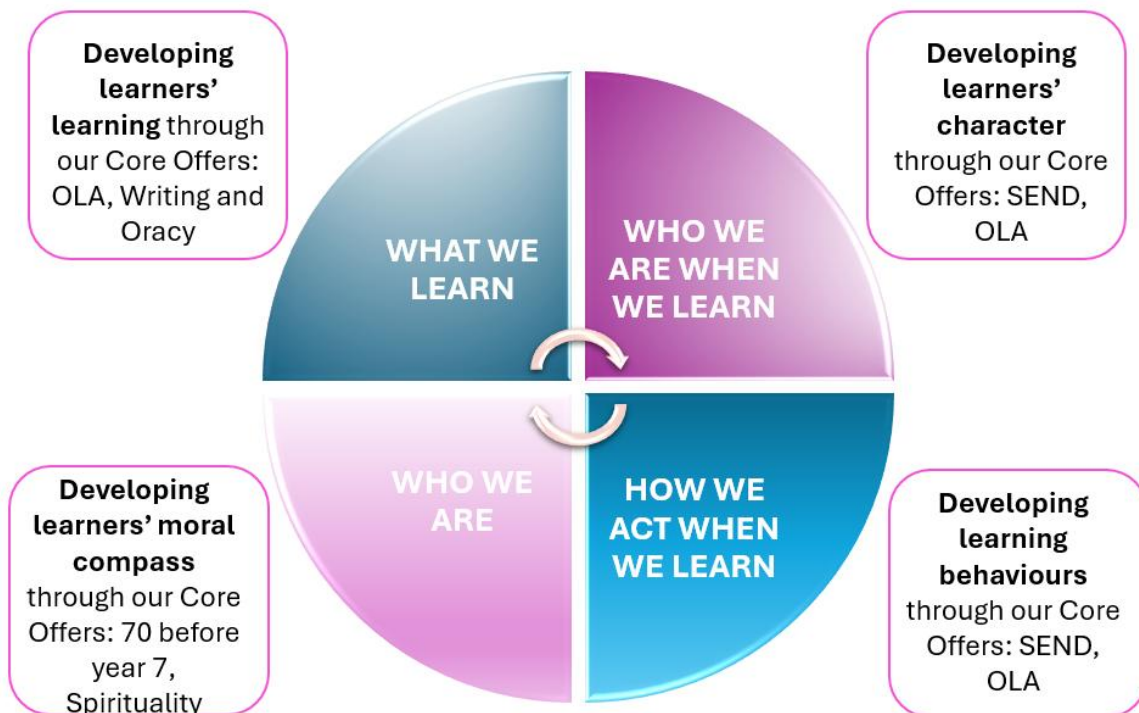 Developing
learners’
learning through
our Core Offers:
OLA, Writing and
Oracy
Developing
learners’
character
through our Core
Offers: SEND,
OLA
WHAT WE
LEARN
WHO WE
ARE WHEN
WE LEARN
WHO WE
ARE
HOW WE
ACT WHEN
WE LEARN
Developing
learners’ moral
compass
through our Core
Offers: 70 before
year 7,
Spirituality
Developing
learning
behaviours
through our Core
Offers: SEND,
OLA